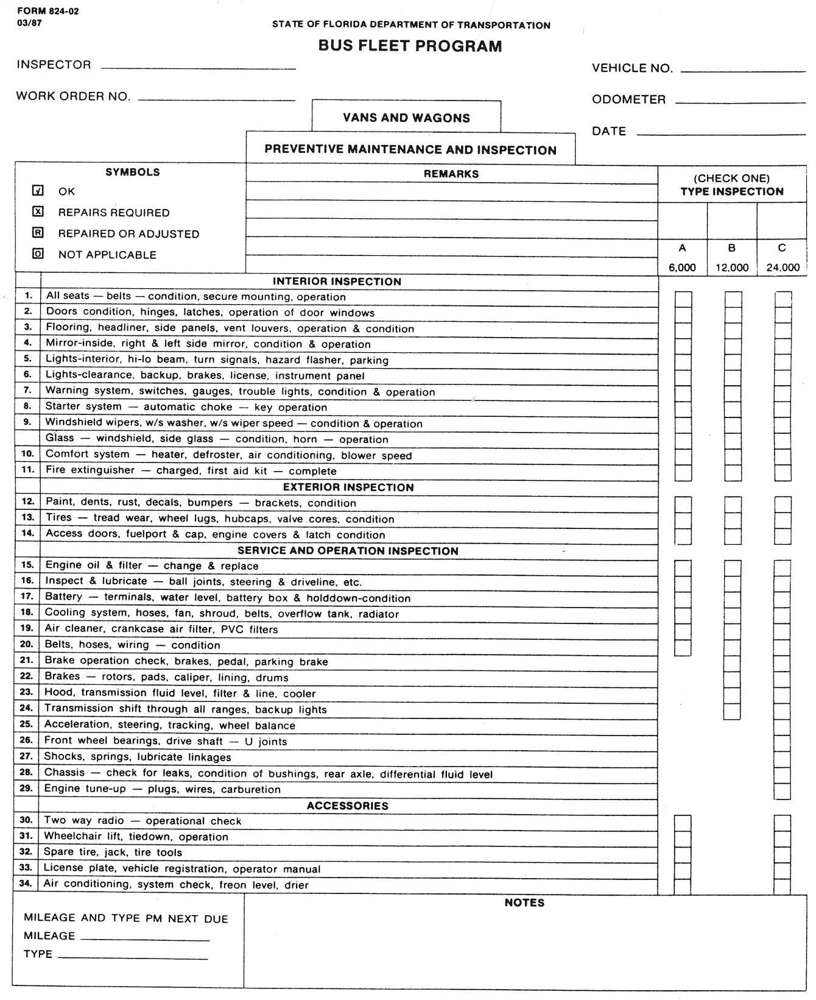 FORM 824-02
03/87
STATE OF FLORIDA DEPARTMENT OF TRANSPORTATION
BUS FLEET PROGRAM
INSPECTOR
VEHICLE NO.
WORK ORDER NO.
ODOMETER
VANS AND WAGONS
DATE
PREVENTIVE MAINTENANCE AND INSPECTION
SYMBOLS
√ OK
X REPAIRS REQUIRED
R REPAIRED OR ADJUSTED
O NOT APPLICABLE
REMARKS
(CHECK ONE)
TYPE INSPECTION
A B C
6,000 12,000 24.000
INTERIOR INSPECTION
1. All seats — belts — condition, secure mounting, operation
2. Doors condition, hinges, latches, operation of door windows
3. Flooring, headliner, side panels, vent louvers, operation & condition
4. Mirror-inside, right & left side mirror, condition & operation
5. Lights-interior, hi-lo beam, turn signals, hazard flasher, parking
6. Lights-clearance, backup, brakes, license, instrument panel
7. Warning system, switches, gauges, trouble lights, condition & operation
8. Starter system — automatic choke — key operation
9. Windshield wipers, w/s washer, w/s wiper speed — condition & operation
Glass — windshield, side glass — condition, horn — operation
10. Comfort system — heater, defroster, air conditioning, blower speed
11. Fire extinguisher — charged, first aid kit — complete
EXTERIOR INSPECTION
12. Paint, dents, rust, decals, bumpers — brackets, condition
13. Tires — tread wear, wheel lugs, hubcaps, valve cores, condition
14. Access doors, fuelport & cap, engine covers & latch condition
SERVICE AND OPERATION INSPECTION
15. Engine oil & filter — change & replace
16. Inspect & lubricate — ball joints, steering & driveline, etc.
17. Battery — terminals, water level, battery box & holddown-condition
18. Cooling system, hoses, fan, shroud, belts, overflow tank, radiator
19. Air cleaner, crankcase air filter, PVC filters
20. Belts, hoses, wiring — condition
21. Brake operation check, brakes, pedal, parking brake
22. Brakes — rotors, pads, caliper, lining, drums
23. Hood, transmission fluid level, filter & line, cooler
24. Transmission shift through all ranges, backup lights
25. Acceleration, steering, tracking, wheel balance
26. Front wheel bearings, drive shaft — U joints
27. Shocks, springs, lubricate linkages
28. Chassis — check for leaks, condition of bushings, rear axle, differential fluid level
29. Engine tune-up — plugs, wires, carburetion
ACCESSORIES
30. Two way radio — operational check
31. Wheelchair lift, tiedown, operation
32. Spare tire, jack, tire tools
33. License plate, vehicle registration, operator manual
34. Air conditioning, system check, freon level, drier
MILEAGE AND TYPE PM NEXT DUE
MILEAGE
TYPE
NOTES